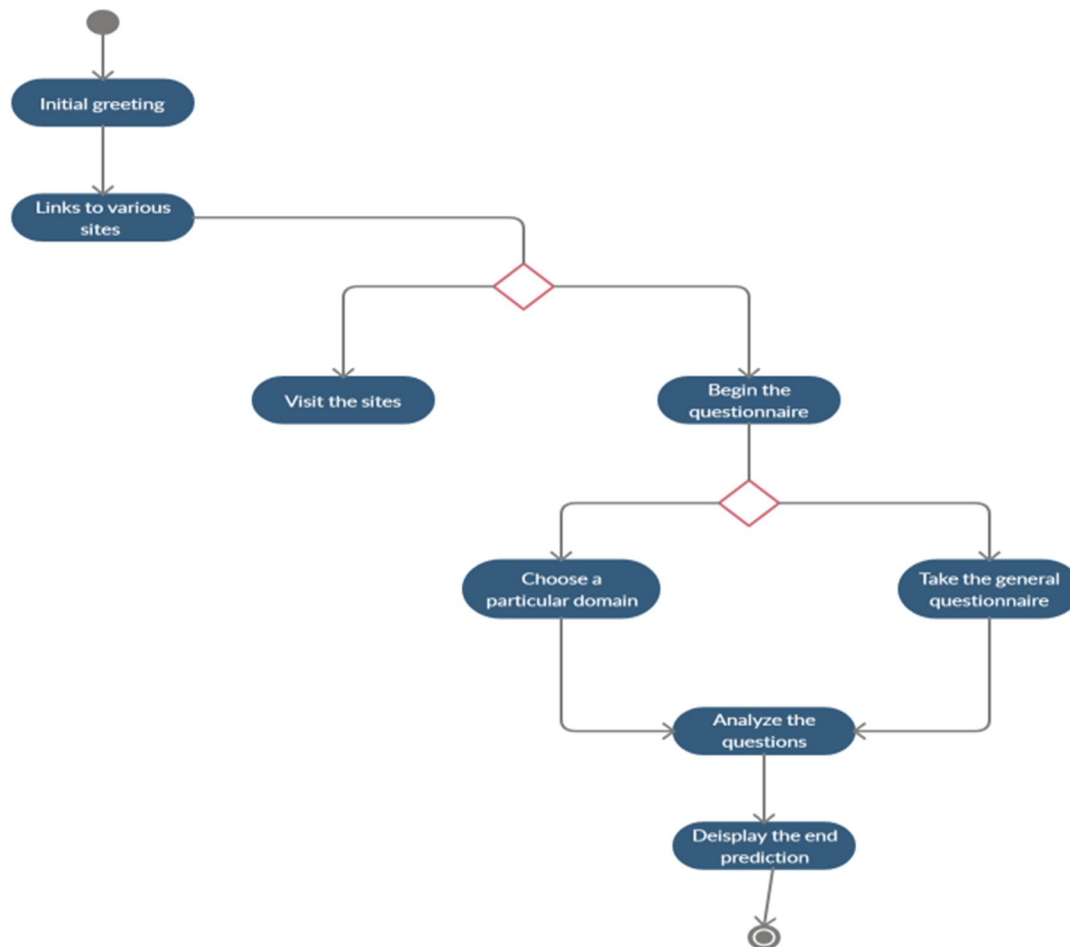 Initial greeting
Links to various
sites
Visit the sites
Begin the
questionnaire
Choose a
particular domain
Take the general
questionnaire
Analyze the
questions
Deisplay the end
prediction